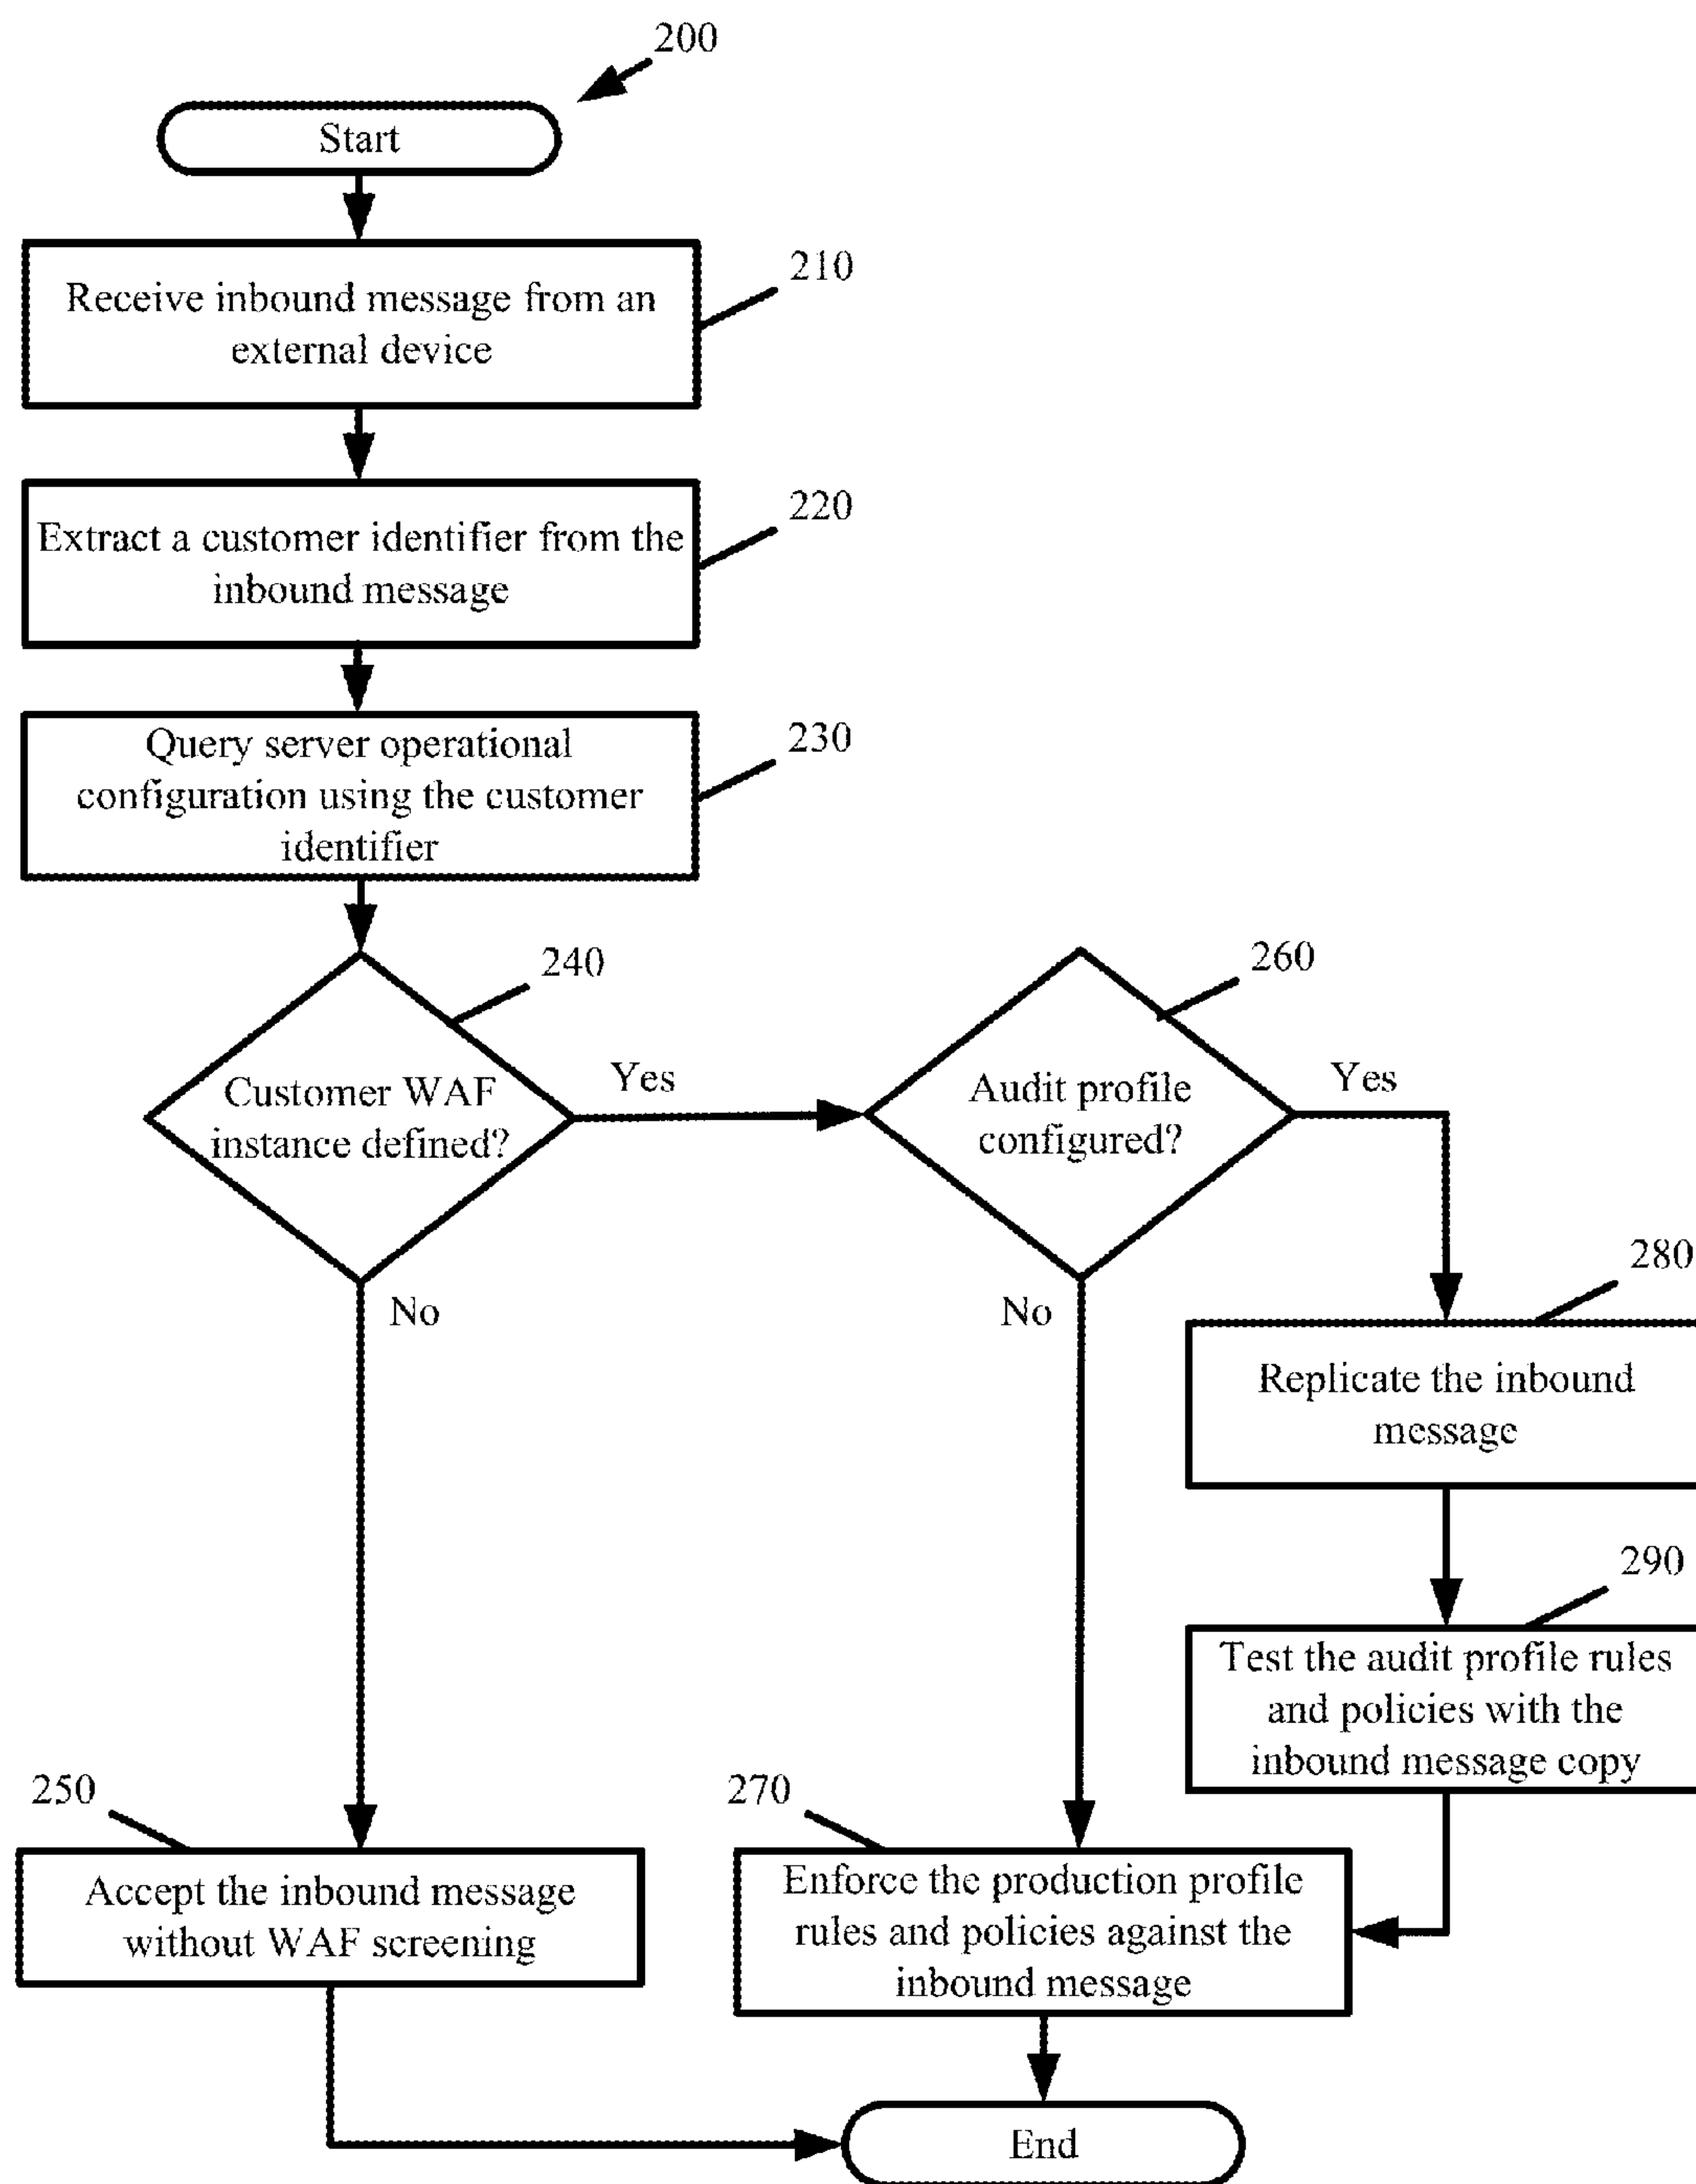 200
Start
210
Receive inbound message from an
external device
220
Extract a customer identifier from the
inbound message
230
Query server operational
configuration using the customer
identifier
240
Customer WAF
instance defined?
Yes
No
260
Audit profile
configured?
Yes
No
280
Replicate the inbound
message
290
Test the audit profile rules
and policies with the
inbound message copy
250
Accept the inbound message
without WAF screening
270
Enforce the production profile
rules and policies against the
inbound message
End